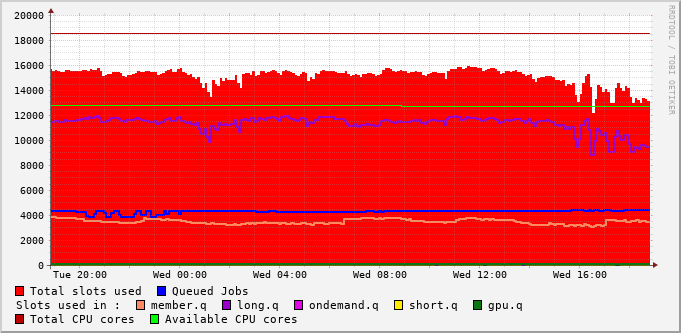 20000
18000
16000
14000
12000
10000
8000
6000
4000
2000
0
Tue 20:00 Wed 00:00 Wed 04:00 Wed 08:00 Wed 12:00 Wed 16:00
Total slots used Queued Jobs
Slots used in : member.q long.q ondemand.q short.q gpu.q
Total CPU cores Available CPU cores
RRDTOOL / TOBI OETIKER